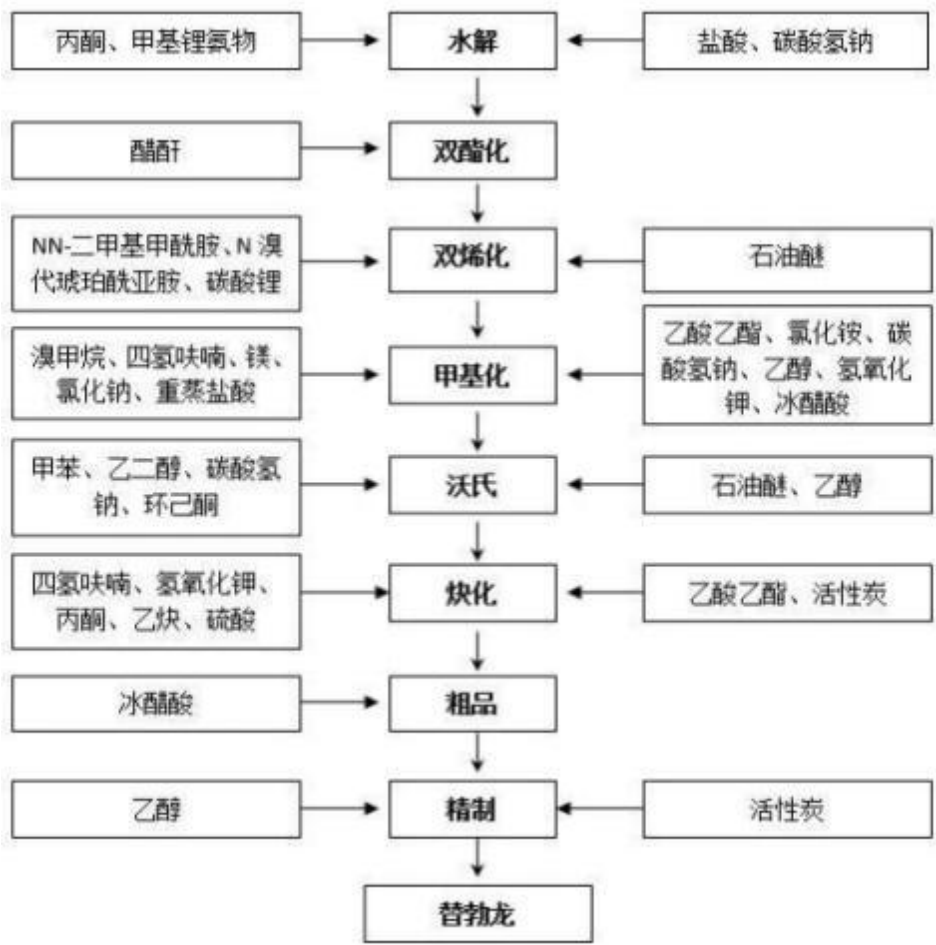 丙酮、甲基锂氨物
水解
盐酸、碳酸氢钠
醋酐
双酯化
NN-二甲基甲酰胺、N 溴
代琥珀酰亚胺、碳酸锂
双烯化
石油醚
溴甲烷、四氢呋喃、镁、
氯化钠、重蒸盐酸
甲基化
乙酸乙酯、氯化铵、碳
酸氢钠、乙醇、氢氧化
钾、冰醋酸
甲苯、乙二醇、碳酸氢
钠、环己酮
沃氏
石油醚、乙醇
四氢呋喃、氢氧化钾、
丙酮、乙炔、硫酸
炔化
乙酸乙酯、活性炭
冰醋酸
粗品
乙醇
精制
活性炭
替勃龙